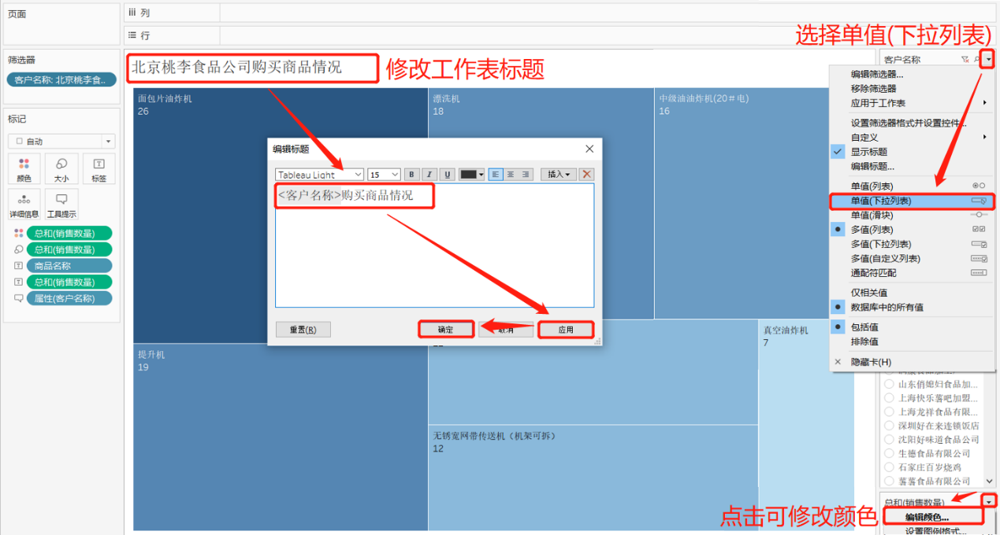 页面
iii 列
行
选择单值(下拉列表)
筛选器
客户名称: 北京桃李食..
北京桃李食品公司购买商品情况
修改工作表标题
客户名称
编辑筛选器...
移除筛选器
应用于工作表
设置筛选器格式并设置控件...
自定义
显示标题
编辑标题...
单值(列表)
单值(下拉列表)
单值(滑块)
多值(列表)
多值(下拉列表)
多值(自定义列表)
通配符匹配
仅相关值
数据库中的所有值
包括值
排除值
隐藏卡(H)
标记
自动
颜色
大小
标签
详细信息
工具提示
总和(销售数量)
总和(销售数量)
商品名称
总和(销售数量)
属性(客户名称)
面包片油炸机
26
漂洗机
18
中级油油炸机(20＃电)
16
编辑标题
Tableau Light
15
B I U
插入
<客户名称>购买商品情况
重置(R)
确定
取消
应用
提升机
19
真空油炸机
7
无锈宽网带传送机（机架可拆）
12
山东俏媳妇食品加...
上海快乐薯吧加盟...
上海龙祥食品有限...
深圳好在来连锁饭店
沈阳好味道食品公司
生德食品有限公司
石家庄百岁烧鸡
薯薯食品有限公司
总和(销售数量)
点击可修改颜色
编辑颜色...
设置图例格式...